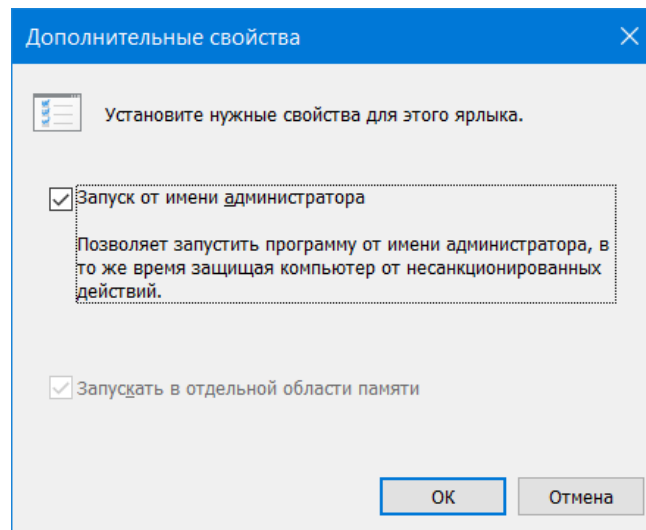 Дополнительные свойства
Установите нужные свойства для этого ярлыка.
Запуск от имени администратора
Позволяет запустить программу от имени администратора, в
то же время защищая компьютер от несанкционированных
действий.
Запускать в отдельной области памяти
ОК
Отмена